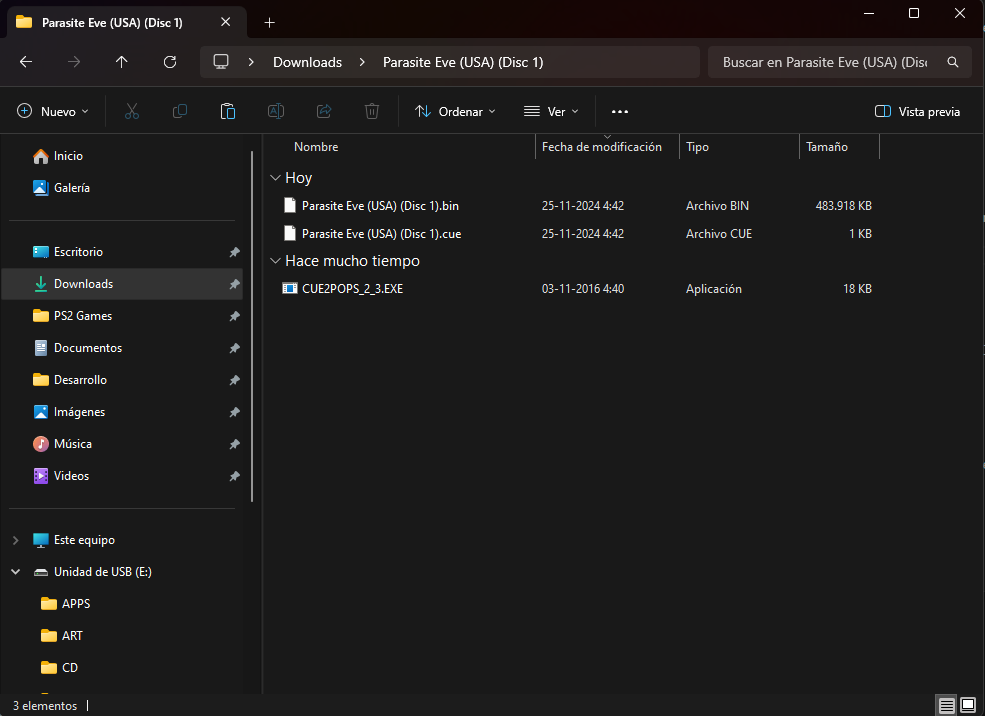 Parasite Eve (USA) (Disc 1)
Downloads > Parasite Eve (USA) (Disc 1)
Buscar en Parasite Eve (USA) (Disc
Nuevo
Ordenar
Ver
Vista previa
Inicio
Galería
Escritorio
Downloads
PS2 Games
Documentos
Desarrollo
Imágenes
Música
Videos
Este equipo
Unidad de USB (E:)
APPS
ART
CD
Nombre Fecha de modificación Tipo Tamaño
Hoy
Parasite Eve (USA) (Disc 1).bin 25-11-2024 4:42 Archivo BIN 483.918 KB
Parasite Eve (USA) (Disc 1).cue 25-11-2024 4:42 Archivo CUE 1 KB
Hace mucho tiempo
CUE2POPS_2_3.EXE 03-11-2016 4:40 Aplicación 18 KB
3 elementos